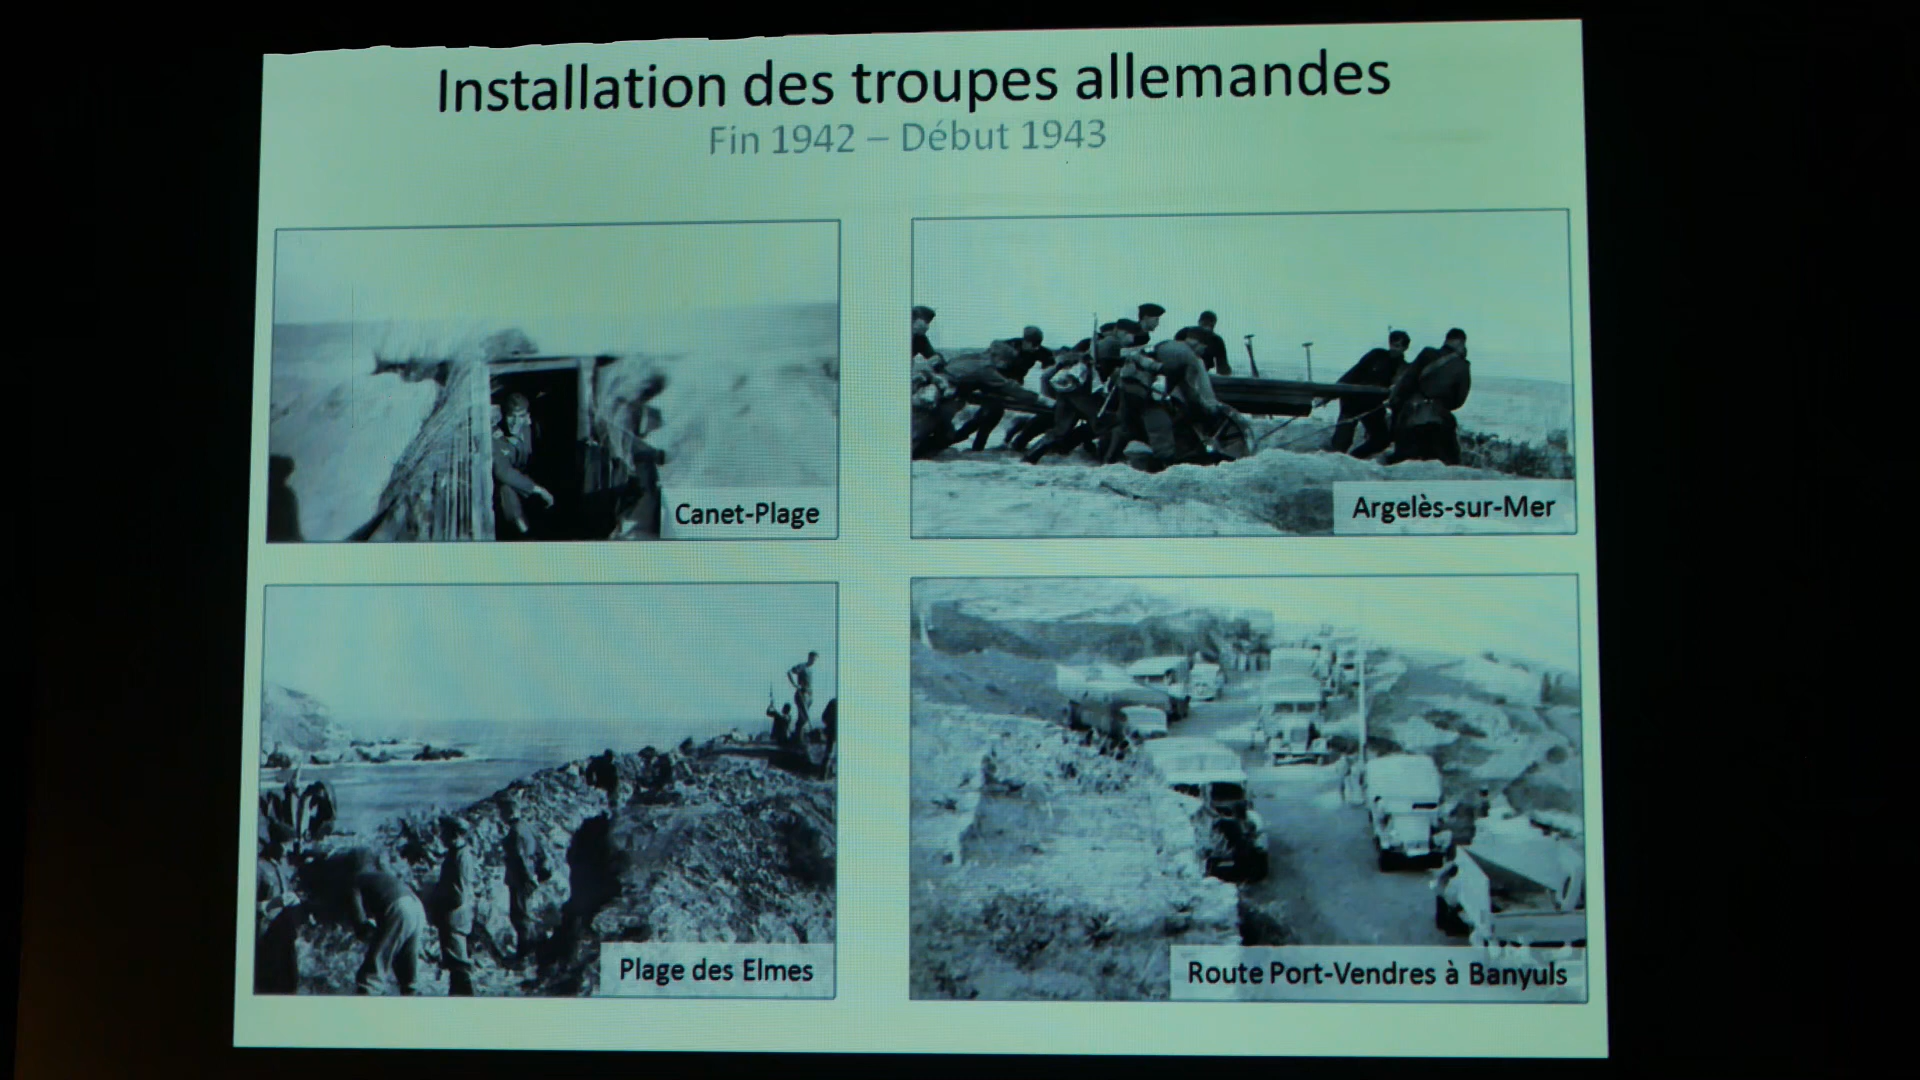 Installation des troupes allemandes
Fin 1942 – Début 1943
Canet-Plage
Argelès-sur-Mer
Plage des Elmes
Route Port-Vendres à Banyuls